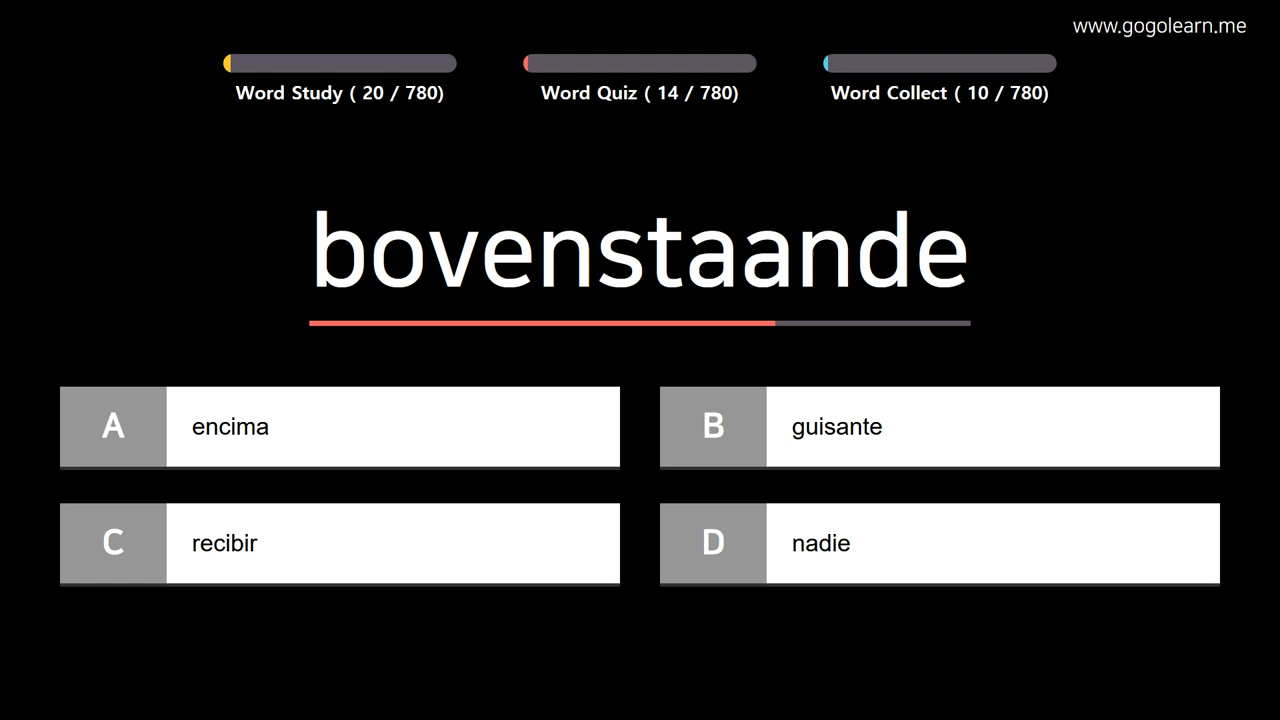 www.gogolearn.me
Word Study ( 20 / 780)
Word Quiz ( 14 / 780)
Word Collect ( 10 / 780)
bovenstaande
A encima
B guisante
C recibir
D nadie